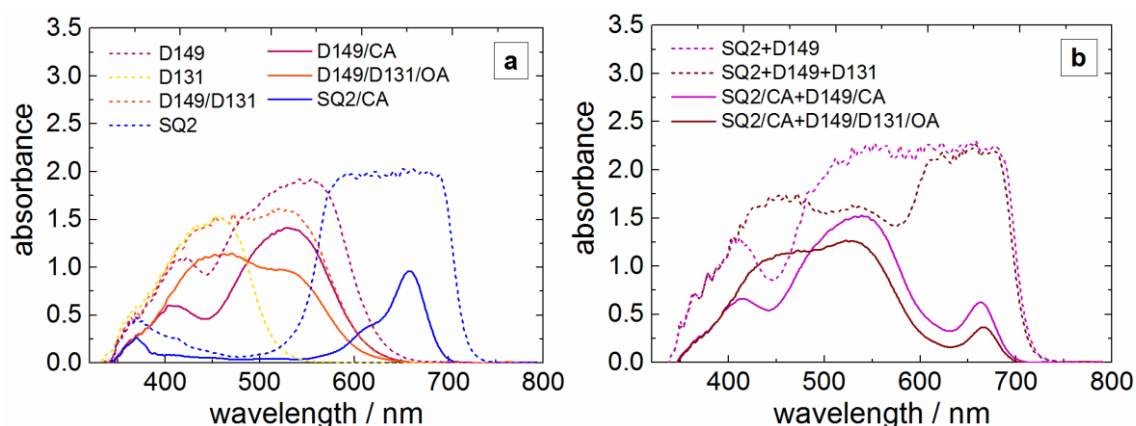 3.5
3.0
2.5
2.0
1.5
1.0
0.5
0.0
absorbance
D149
D131
D149/D131
SQ2
D149/CA
D149/D131/OA
SQ2/CA
a
400 500 600 700 800
wavelength / nm
3.5
3.0
2.5
2.0
1.5
1.0
0.5
0.0
absorbance
SQ2+D149
SQ2+D149+D131
SQ2/CA+D149/CA
SQ2/CA+D149/D131/OA
b
400 500 600 700 800
wavelength / nm